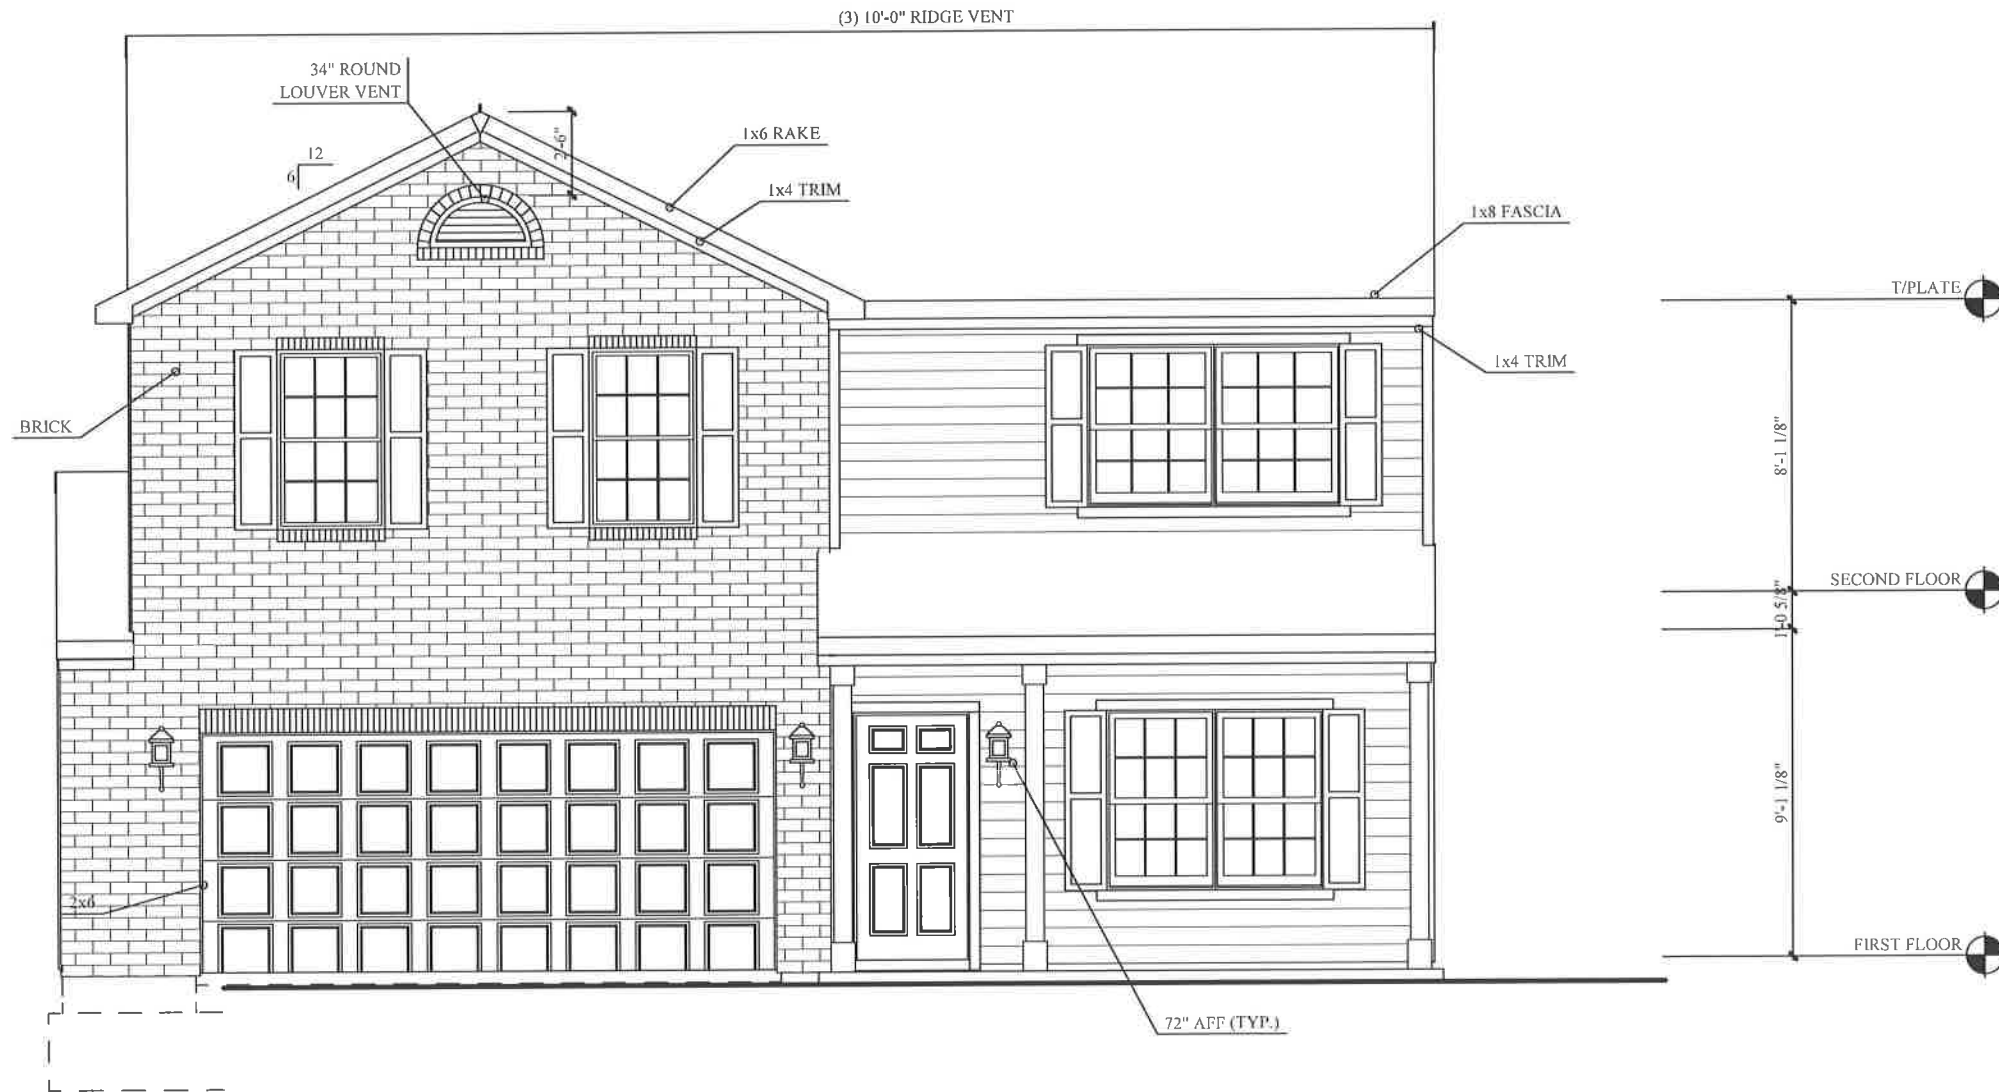 (3) 10'-0" RIDGE VENT
34" ROUND
LOUVER VENT
2'-6"
1x6 RAKE
12
6
1x4 TRIM
1x8 FASCIA
T/PLATE
1x4 TRIM
BRICK
8'-1 1/8"
SECOND FLOOR
1'-0 5/8"
9'-1 1/8"
2x6
FIRST FLOOR
72" AFF (TYP.)